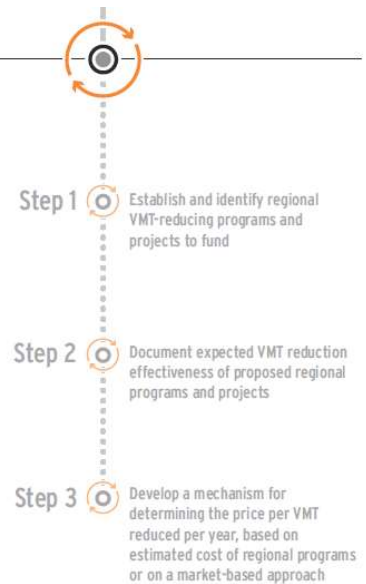 Step 1
Establish and identify regional
VMT-reducing programs and
projects to fund
Step 2
Document expected VMT reduction
effectiveness of proposed regional
programs and projects
Step 3
Develop a mechanism for
determining the price per VMT
reduced per year, based on
estimated cost of regional programs
or on a market-based approach